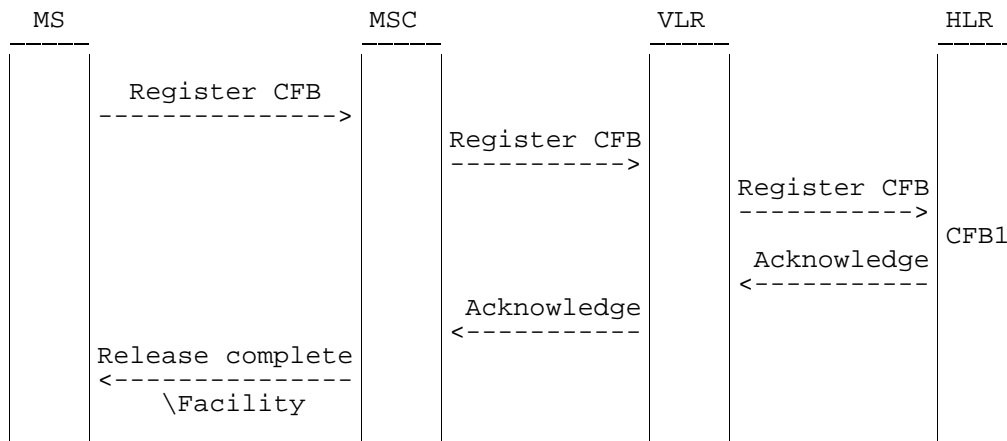 MS MSC VLR HLR
Register CFB
--------------->
Register CFB
----------->
Register CFB
----------->
CFB1
Acknowledge
<-----------
Acknowledge
<-----------
Release complete
<---------------
\Facility